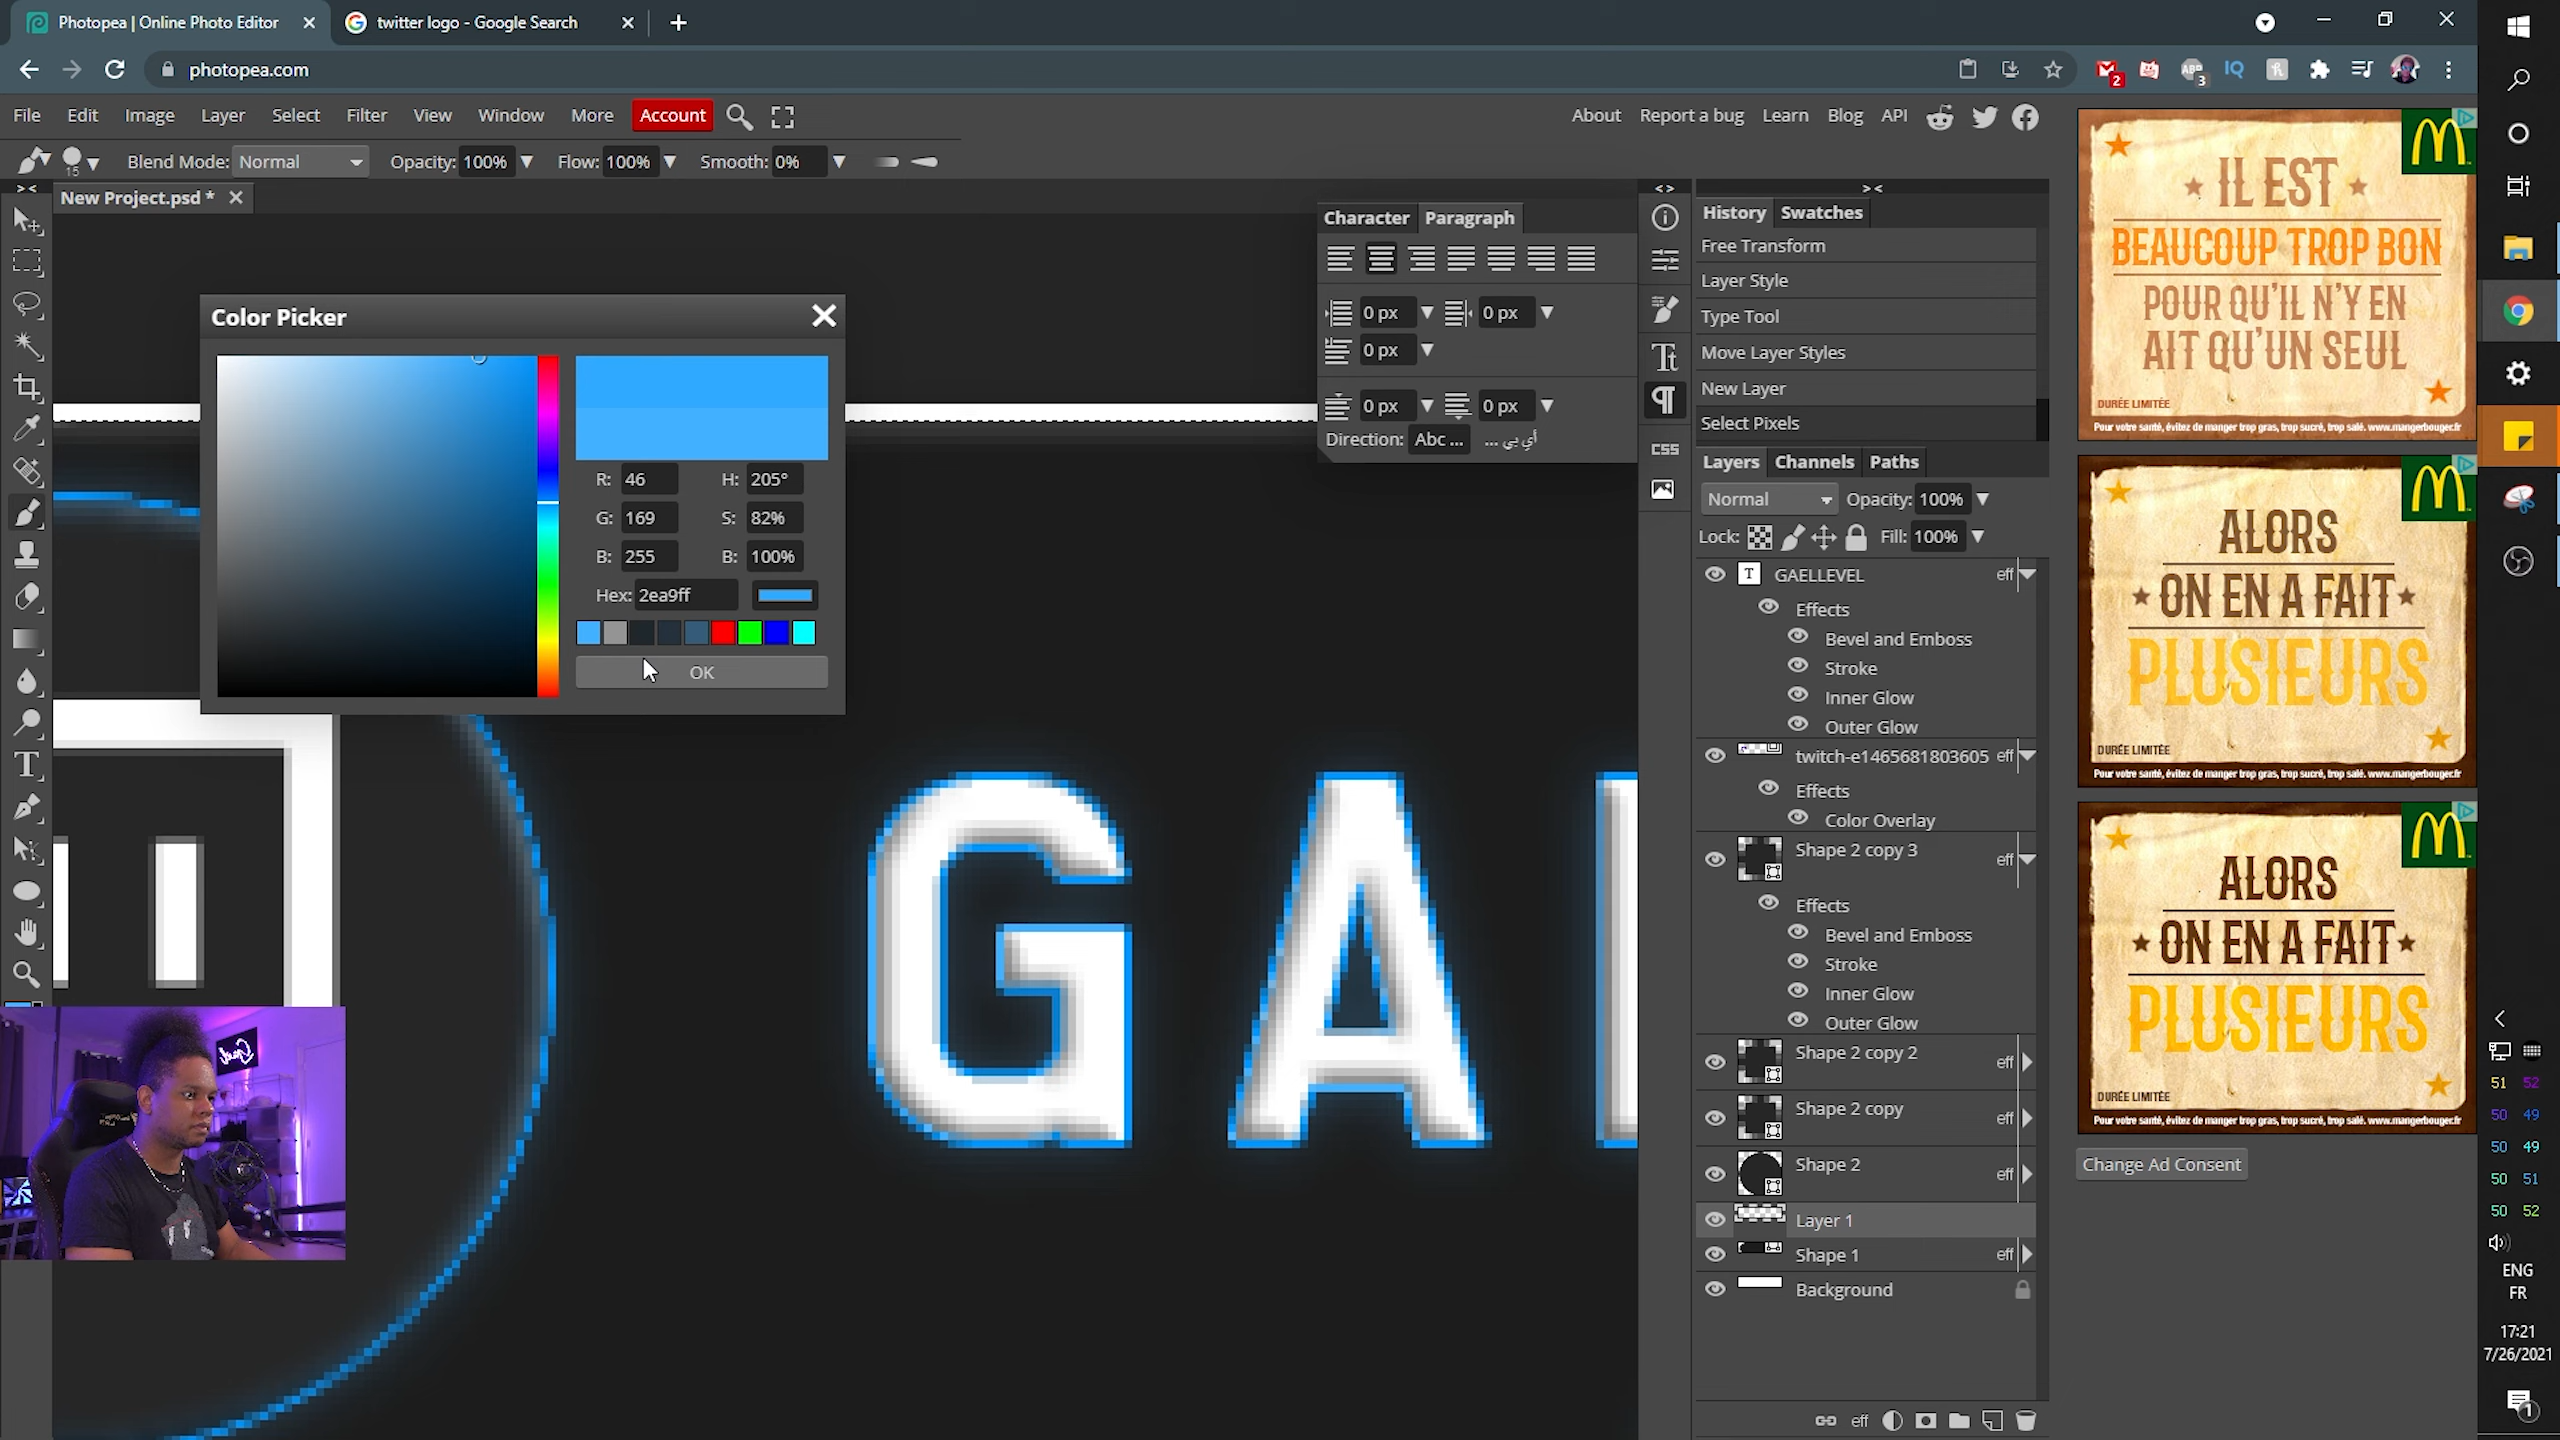 Photopea | Online Photo Editor
twitter logo - Google Search
photopea.com
2
ABP
3
IQ
File Edit Image Layer Select Filter View Window More Account
About Report a bug Learn Blog API
15
Blend Mode: Normal Opacity: 100% Flow: 100% Smooth: 0%
New Project.psd *
Color Picker
R: 46 H: 205°
G: 169 S: 82%
B: 255 B: 100%
Hex: 2ea9ff
OK
GA
Character Paragraph
0 px 0 px
0 px
0 px 0 px
Direction: Abc ... أي بي ...
CSS
History Swatches
Free Transform
Layer Style
Type Tool
Move Layer Styles
New Layer
Select Pixels
Layers Channels Paths
Normal Opacity: 100%
Lock: Fill: 100%
T GAELLEVEL eff
Effects
Bevel and Emboss
Stroke
Inner Glow
Outer Glow
twitch-e1465681803605 eff
Effects
Color Overlay
Shape 2 copy 3 eff
Effects
Bevel and Emboss
Stroke
Inner Glow
Outer Glow
Shape 2 copy 2 eff
Shape 2 copy eff
Shape 2 eff
Layer 1
Shape 1 eff
Background
eff
IL EST
BEAUCOUP TROP BON
POUR QU'IL N'Y EN
AIT QU'UN SEUL
DURÉE LIMITÉE
Pour votre santé, évitez de manger trop gras, trop sucré, trop salé. www.mangerbouger.fr
ALORS
ON EN A FAIT
PLUSIEURS
DURÉE LIMITÉE
Pour votre santé, évitez de manger trop gras, trop sucré, trop salé. www.mangerbouger.fr
ALORS
ON EN A FAIT
PLUSIEURS
DURÉE LIMITÉE
Pour votre santé, évitez de manger trop gras, trop sucré, trop salé. www.mangerbouger.fr
Change Ad Consent
51 52
50 49
50 49
50 51
50 52
ENG
FR
17:21
7/26/2021
1